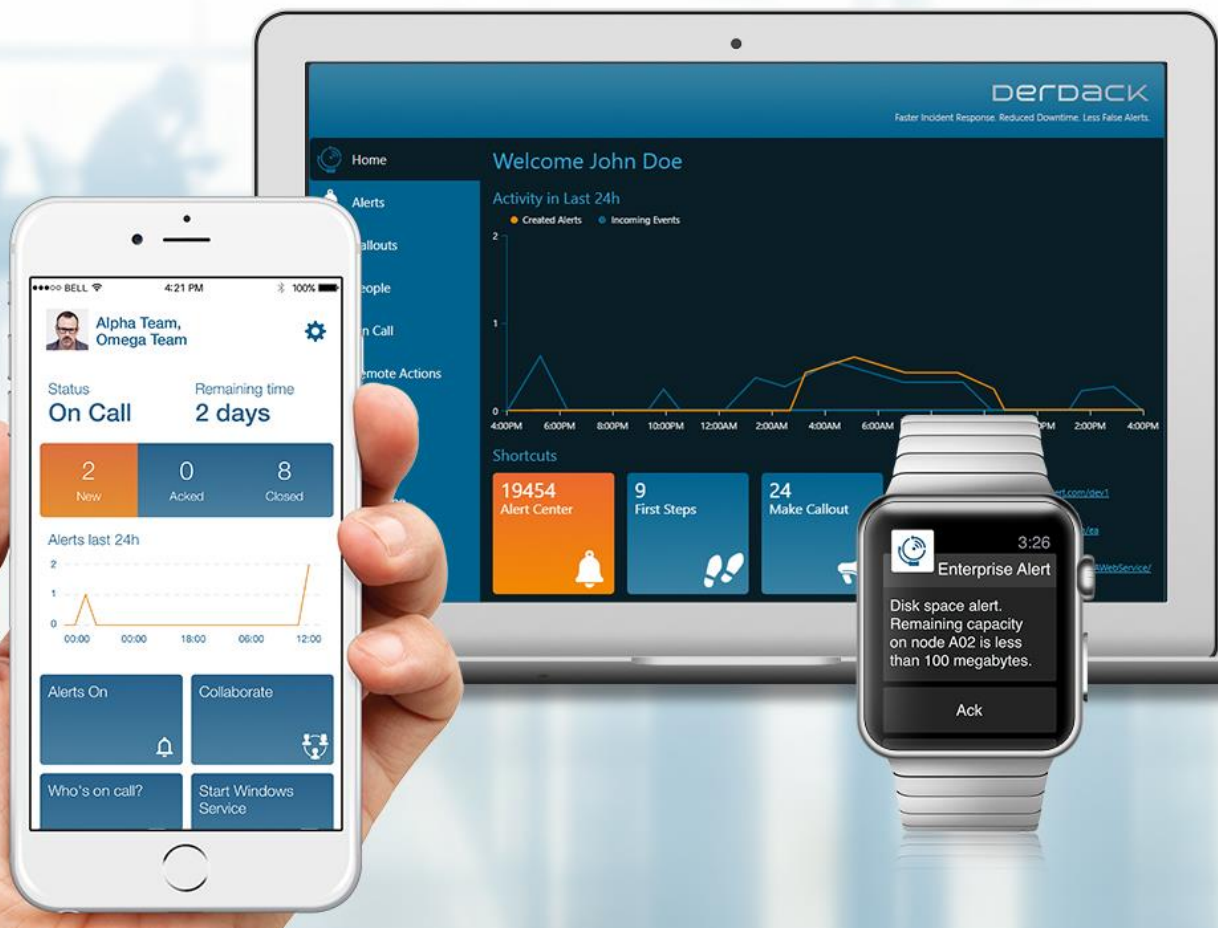 DERDACK
Faster Incident Response. Reduced Downtime. Less False Alerts.
Home
Alerts
allouts
eople
n Call
emote Actions
Welcome John Doe
Activity in Last 24h
Created Alerts
Incoming Events
2
1
0
4:00PM 6:00PM 8:00PM 10:00PM 12:00AM 2:00AM 4:00AM 6:00AM PM 2:00PM 4:00PM
Shortcuts
19454
Alert Center
9
First Steps
24
Make Callout
ert.com/dev1
/ea
AWebService/
BELL 4:21 PM 100%
Alpha Team,
Omega Team
Status
On Call
Remaining time
2 days
2
New
0
Acked
8
Closed
Alerts last 24h
2
1
0
00:00 00:00 18:00 06:00 12:00
Alerts On
Collaborate
Who's on call?
Start Windows
Service
3:26
Enterprise Alert
Disk space alert.
Remaining capacity
on node A02 is less
than 100 megabytes.
Ack